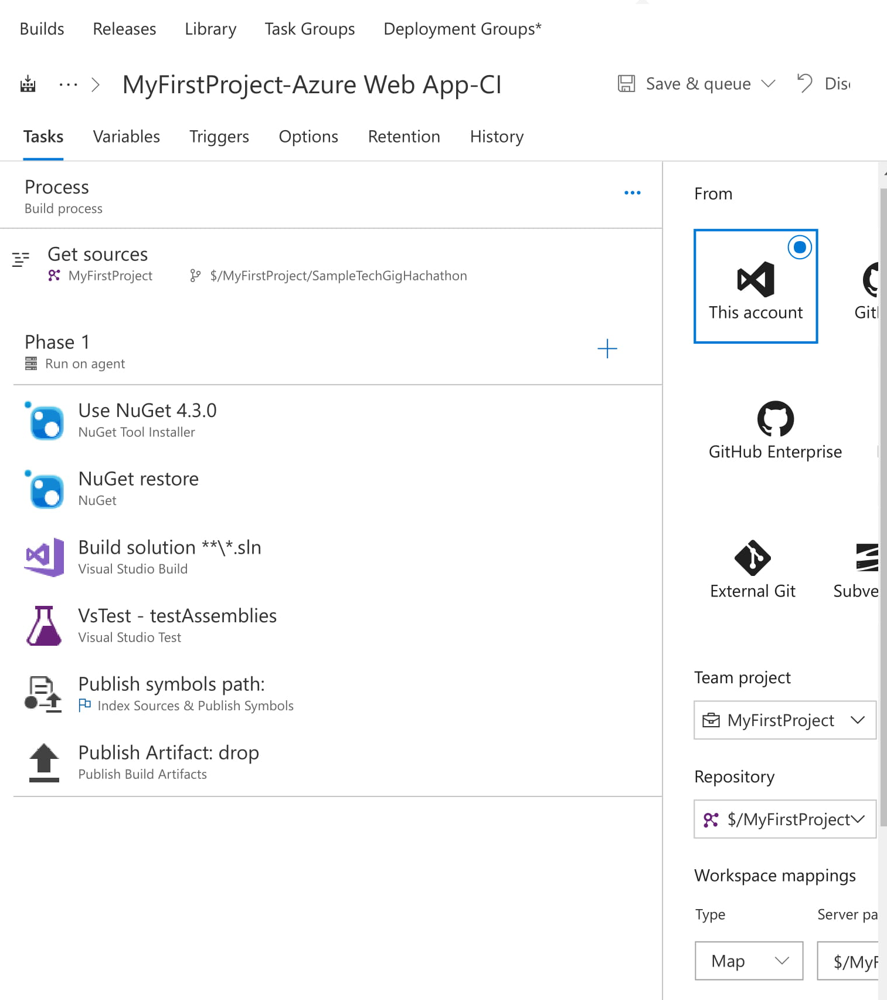 Builds Releases Library Task Groups Deployment Groups*
... > MyFirstProject-Azure Web App-CI Save & queue
Tasks Variables Triggers Options Retention History
Process
Build process
From
Get sources
MyFirstProject $/MyFirstProject/SampleTechGigHachathon
This account
Phase 1
Run on agent
Use NuGet 4.3.0
NuGet Tool Installer
GitHub Enterprise
NuGet restore
NuGet
Build solution **\*.sln
Visual Studio Build
External Git
VsTest - testAssemblies
Visual Studio Test
Publish symbols path:
Index Sources & Publish Symbols
Publish Artifact: drop
Publish Build Artifacts
Team project
MyFirstProject
Repository
$/MyFirstProject
Workspace mappings
Type Server pa
Map $/MyF